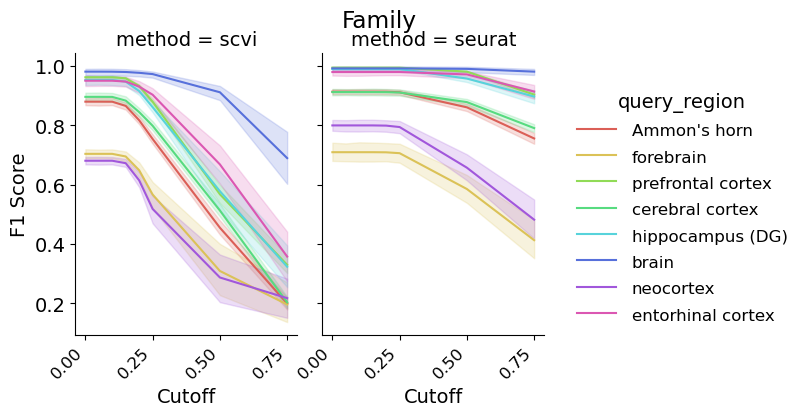 Family
method = scvi
method = seurat
F1 Score
1.0
0.8
0.6
0.4
0.2
0.00
0.25
0.50
0.75
Cutoff
0.00
0.25
0.50
0.75
Cutoff
query_region
Ammon's horn
forebrain
prefrontal cortex
cerebral cortex
hippocampus (DG)
brain
neocortex
entorhinal cortex